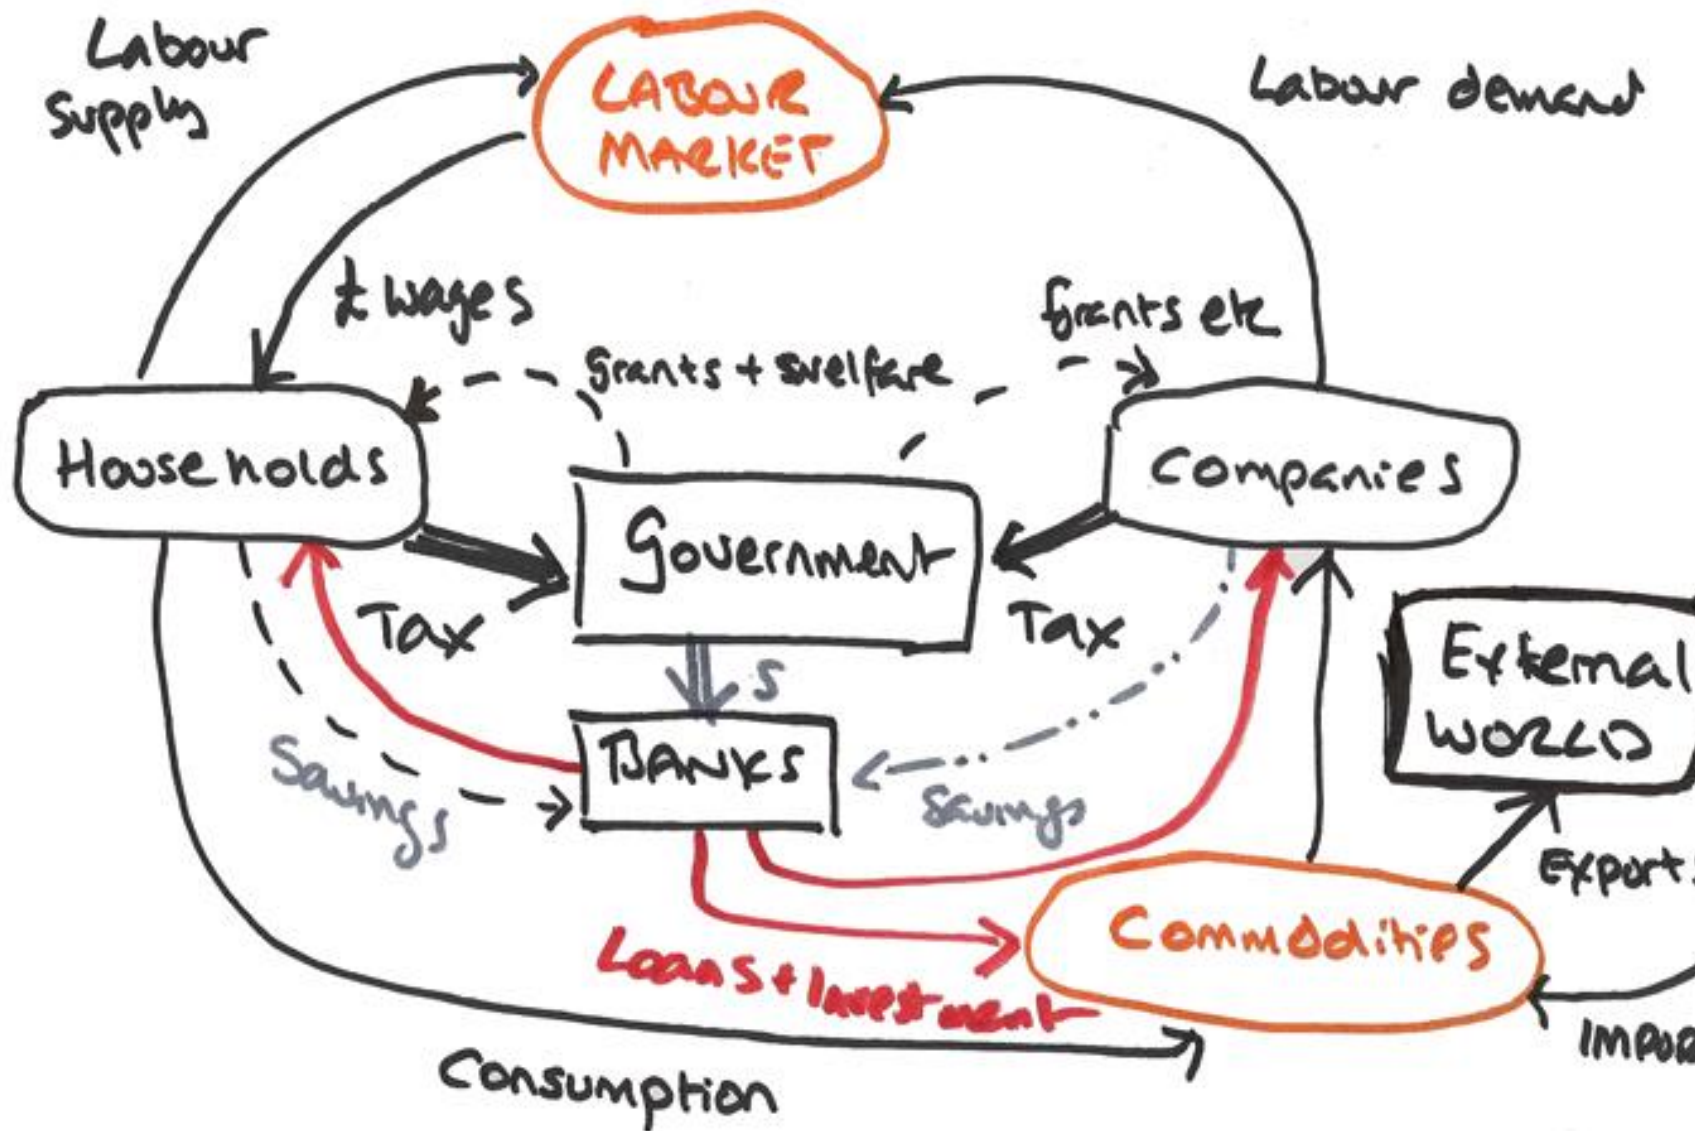 Labour
Supply
LABOUR
MARKET
Labour demand
£ wages
Grants etc
grants + welfare
Households
Companies
Government
Tax
Tax
External
WORLD
S
BANKS
Savings
Savings
Exports
Commodities
Loans + Investment
Impor
Consumption